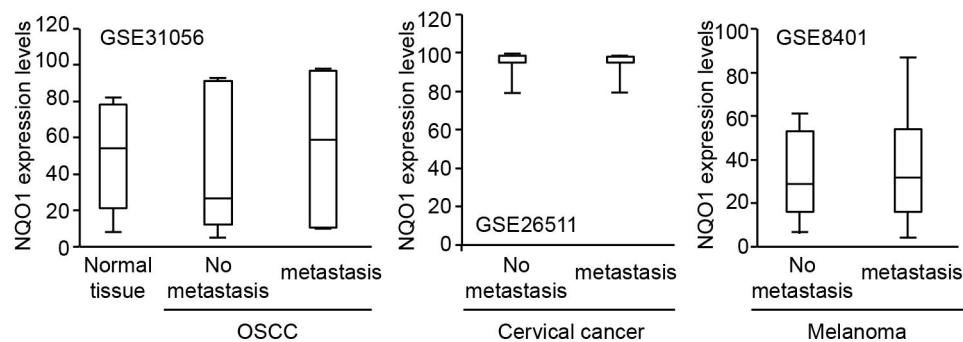 NQO1 expression levels
120
100
80
60
40
20
0
GSE31056
Normal
tissue
No
metastasis
metastasis
OSCC
NQO1 expression levels
120
100
80
60
40
20
0
GSE26511
No
metastasis
metastasis
Cervical cancer
NQO1 expression levels
100
80
60
40
20
0
GSE8401
No
metastasis
metastasis
Melanoma